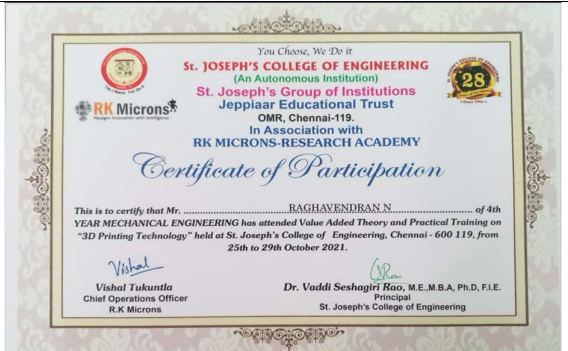 You Choose, We Do it
St. JOSEPH'S COLLEGE OF ENGINEERING
(An Autonomous Institution)
St. Joseph's Group of Institutions
Jeppiaar Educational Trust
OMR, Chennai-119.
In Association with
RK MICRONS-RESEARCH ACADEMY
RK Microns
Nextgen Innovation with Intelligence
28
Certificate of Participation
This is to certify that Mr. ................................ RAGHAVENDRAN N ................................ of 4th
YEAR MECHANICAL ENGINEERING has attended Value Added Theory and Practical Training on
"3D Printing Technology" held at St. Joseph's College of Engineering, Chennai - 600 119, from
25th to 29th October 2021.
Vishal
Vishal Tukuntla
Chief Operations Officer
R.K Microns
Dr. Vaddi Seshagiri Rao, M.E.,M.B.A, Ph.D, F.I.E.
Principal
St. Joseph's College of Engineering